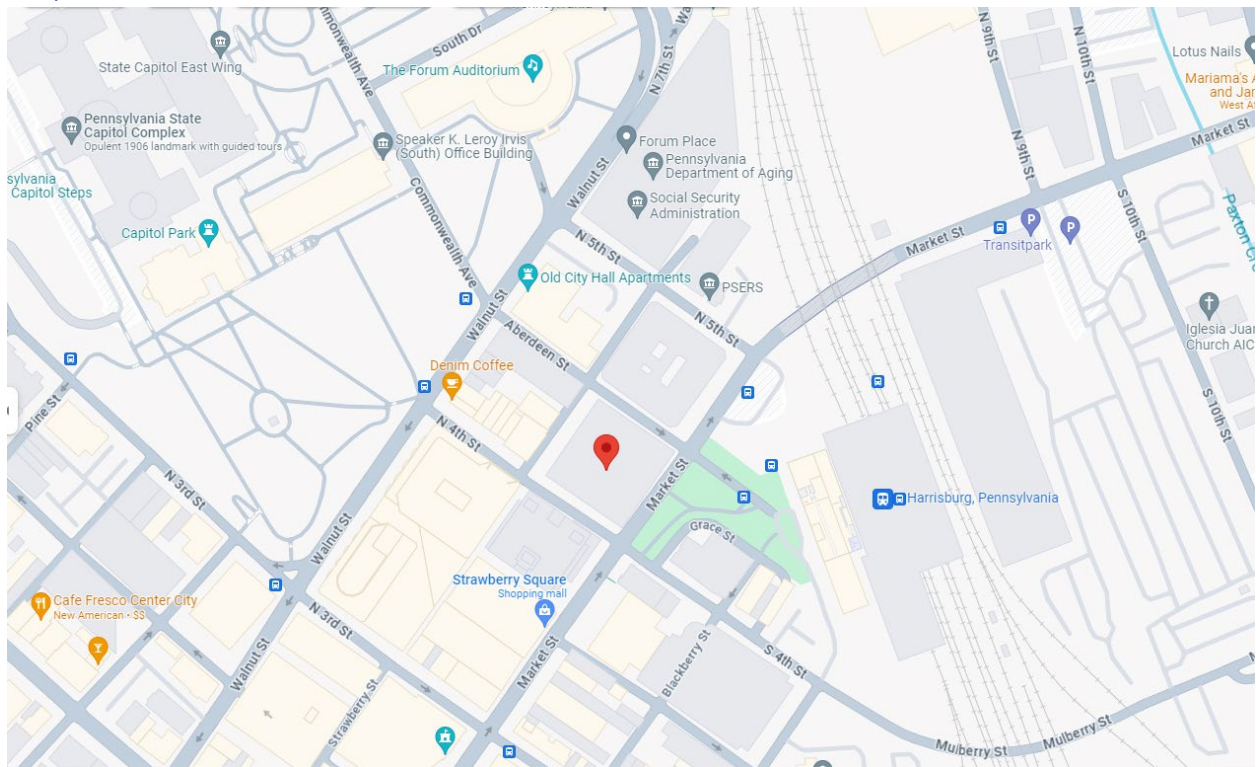 South Dr
State Capitol East Wing
Commonwealth Ave
The Forum Auditorium
N 7th St
N 9th St
N 10th St
Lotus Nails
Mariama's A
and Jar
West Af
Market St
Pennsylvania State
Capitol Complex
Opulent 1906 landmark with guided tours
Speaker K. Leroy Irvis
(South) Office Building
Walnut St
Forum Place
Pennsylvania
Department of Aging
N 9th St
sylvania
Capitol Steps
Commonwealth Ave
Social Security
Administration
S 10th St
Capitol Park
N 5th St
Market St
Transitpark
Old City Hall Apartments
PSERS
Walnut St
N 5th St
Iglesia Juan
Church AIC
Aberdeen St
Denim Coffee
Pine St
N 4th St
S 10th St
N 3rd St
Market St
Harrisburg, Pennsylvania
Grace St
Walnut St
Strawberry Square
Shopping mall
Cafe Fresco Center City
New American · $$
N 3rd St
Walnut St
Market St
Blackberry St
S 4th St
Strawberry St
Mulberry St
Mulberry St